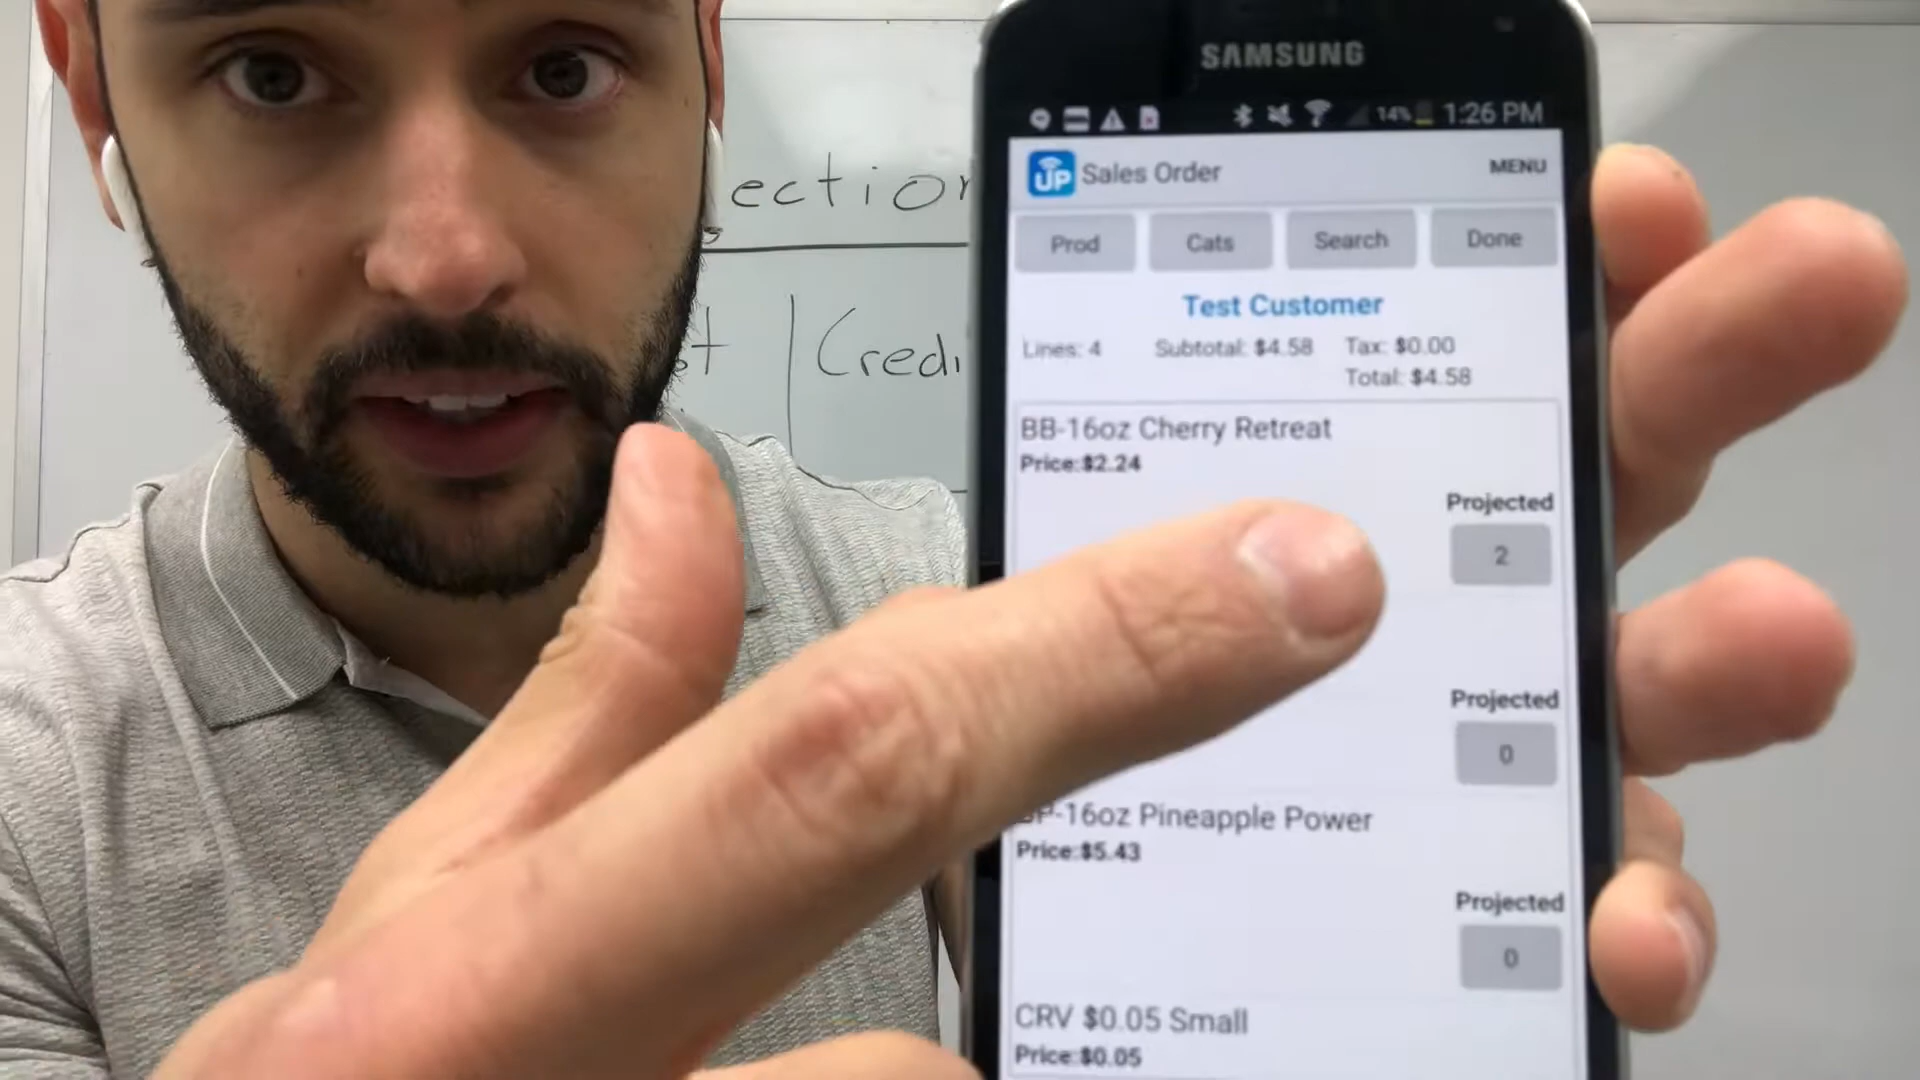 SAMSUNG
14% 1:26 PM
UP Sales Order MENU
Prod Cats Search Done
Test Customer
Lines: 4 Subtotal: $4.58 Tax: $0.00
Total: $4.58
BB-16oz Cherry Retreat
Price:$2.24
Projected
2
Projected
0
-16oz Pineapple Power
Price:$5.43
Projected
0
CRV $0.05 Small
Price:$0.05
ection
t Credi